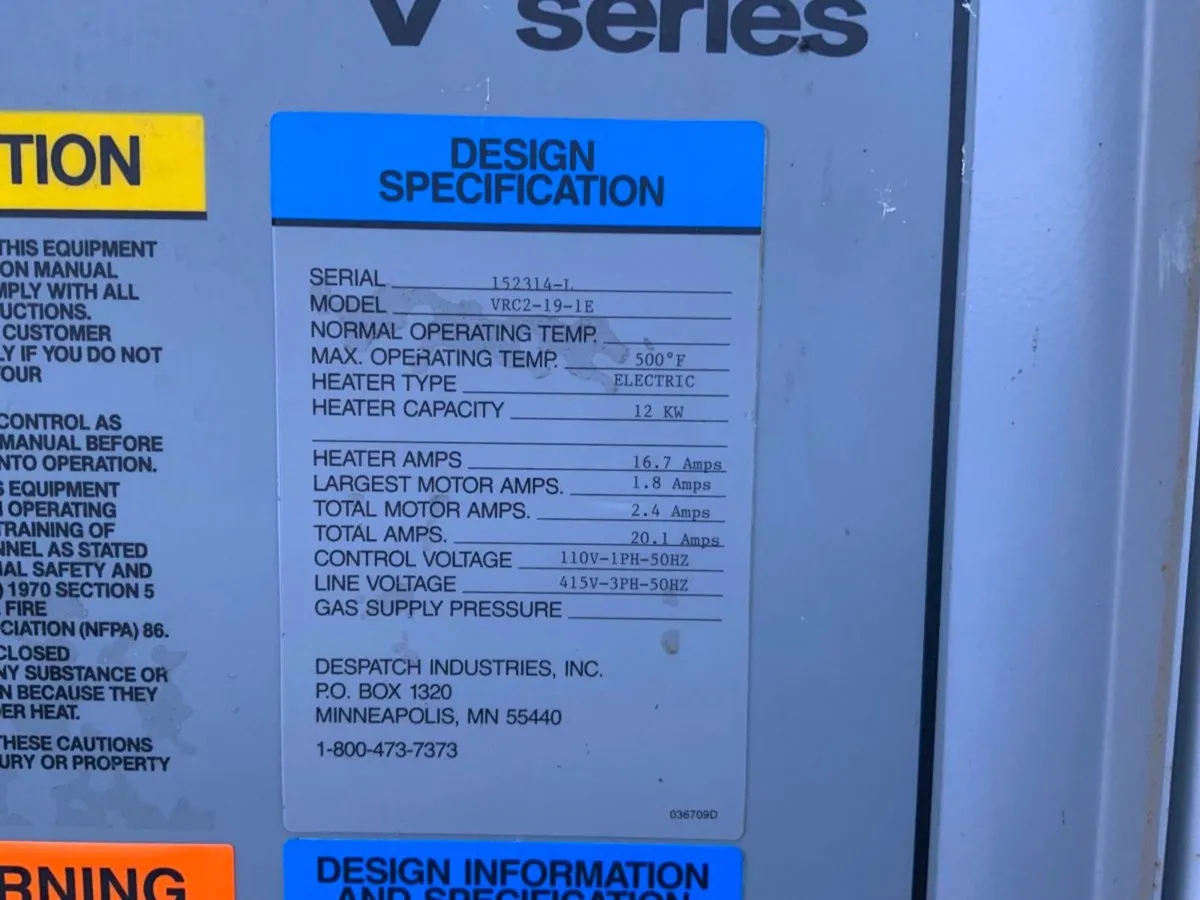 V series
TION
THIS EQUIPMENT
ON MANUAL
MPLY WITH ALL
UCTIONS.
CUSTOMER
LY IF YOU DO NOT
OUR
CONTROL AS
MANUAL BEFORE
NTO OPERATION.
S EQUIPMENT
OPERATING
TRAINING OF
NNEL AS STATED
IAL SAFETY AND
) 1970 SECTION 5
FIRE
CIATION (NFPA) 86.
CLOSED
NY SUBSTANCE OR
N BECAUSE THEY
ER HEAT.
THESE CAUTIONS
URY OR PROPERTY
RNING
DESIGN
SPECIFICATION
SERIAL 152314-L
MODEL VRC2-19-1E
NORMAL OPERATING TEMP.
MAX. OPERATING TEMP. 500°F
HEATER TYPE ELECTRIC
HEATER CAPACITY 12 KW
HEATER AMPS 16.7 Amps
LARGEST MOTOR AMPS. 1.8 Amps
TOTAL MOTOR AMPS. 2.4 Amps
TOTAL AMPS. 20.1 Amps
CONTROL VOLTAGE 110V-1PH-50HZ
LINE VOLTAGE 415V-3PH-50HZ
GAS SUPPLY PRESSURE
DESPATCH INDUSTRIES, INC.
P.O. BOX 1320
MINNEAPOLIS, MN 55440
1-800-473-7373
036709D
DESIGN INFORMATION
AND SPECIFICATION